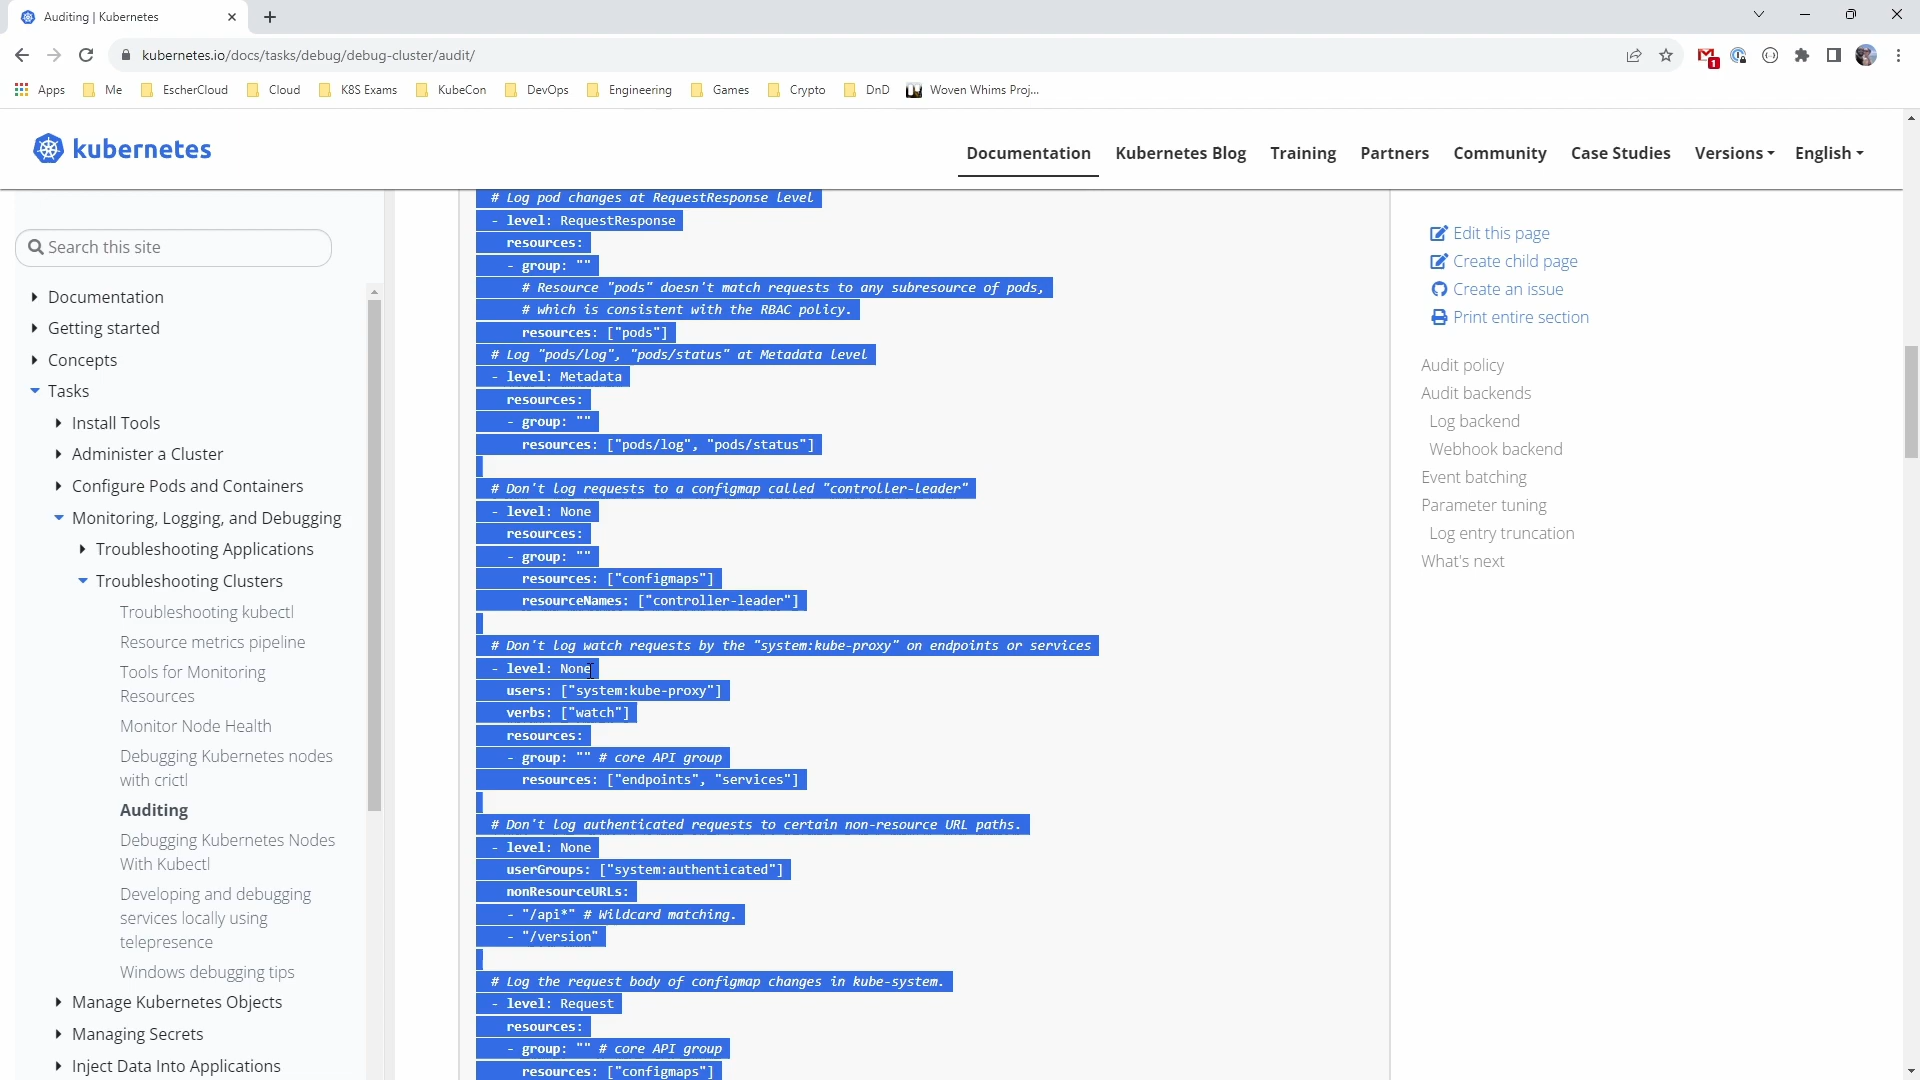 Auditing | Kubernetes
kubernetes.io/docs/tasks/debug/debug-cluster/audit/
1
Apps
Me
EscherCloud
Cloud
K8S Exams
KubeCon
DevOps
Engineering
Games
Crypto
DnD
Woven Whims Proj...
kubernetes
Documentation
Kubernetes Blog
Training
Partners
Community
Case Studies
Versions
English
Search this site
Documentation
Getting started
Concepts
Tasks
Install Tools
Administer a Cluster
Configure Pods and Containers
Monitoring, Logging, and Debugging
Troubleshooting Applications
Troubleshooting Clusters
Troubleshooting kubectl
Resource metrics pipeline
Tools for Monitoring
Resources
Monitor Node Health
Debugging Kubernetes nodes
with crictl
Auditing
Debugging Kubernetes Nodes
With Kubectl
Developing and debugging
services locally using
telepresence
Windows debugging tips
Manage Kubernetes Objects
Managing Secrets
Inject Data Into Applications
# Log pod changes at RequestResponse level
- level: RequestResponse
resources:
- group: ""
# Resource "pods" doesn't match requests to any subresource of pods,
# which is consistent with the RBAC policy.
resources: ["pods"]
# Log "pods/log", "pods/status" at Metadata level
- level: Metadata
resources:
- group: ""
resources: ["pods/log", "pods/status"]
# Don't log requests to a configmap called "controller-leader"
- level: None
resources:
- group: ""
resources: ["configmaps"]
resourceNames: ["controller-leader"]
# Don't log watch requests by the "system:kube-proxy" on endpoints or services
- level: None
users: ["system:kube-proxy"]
verbs: ["watch"]
resources:
- group: "" # core API group
resources: ["endpoints", "services"]
# Don't log authenticated requests to certain non-resource URL paths.
- level: None
userGroups: ["system:authenticated"]
nonResourceURLs:
- "/api*" # Wildcard matching.
- "/version"
# Log the request body of configmap changes in kube-system.
- level: Request
resources:
- group: "" # core API group
resources: ["configmaps"]
Edit this page
Create child page
Create an issue
Print entire section
Audit policy
Audit backends
Log backend
Webhook backend
Event batching
Parameter tuning
Log entry truncation
What's next